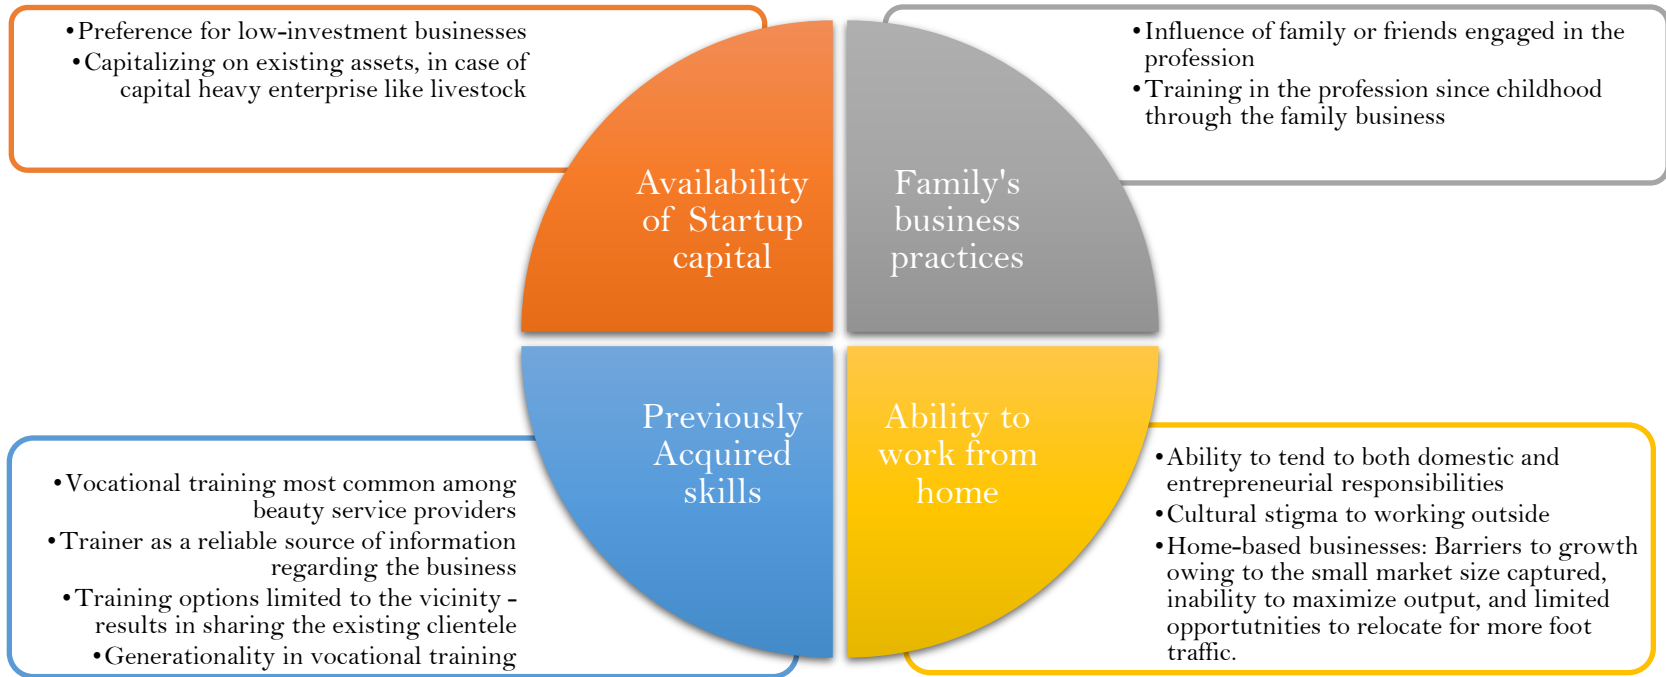 •Preference for low-investment businesses
•Capitalizing on existing assets, in case of
capital heavy enterprise like livestock
Availability
of Startup
capital
•Influence of family or friends engaged in the
profession
•Training in the profession since childhood
through the family business
Family's
business
practices
•Vocational training most common among
beauty service providers
•Trainer as a reliable source of information
regarding the business
•Training options limited to the vicinity -
results in sharing the existing clientele
•Generationality in vocational training
Previously
Acquired
skills
Ability to
work from
home
•Ability to tend to both domestic and
entrepreneurial responsibilities
•Cultural stigma to working outside
•Home-based businesses: Barriers to growth
owing to the small market size captured,
inability to maximize output, and limited
opportutnities to relocate for more foot
traffic.